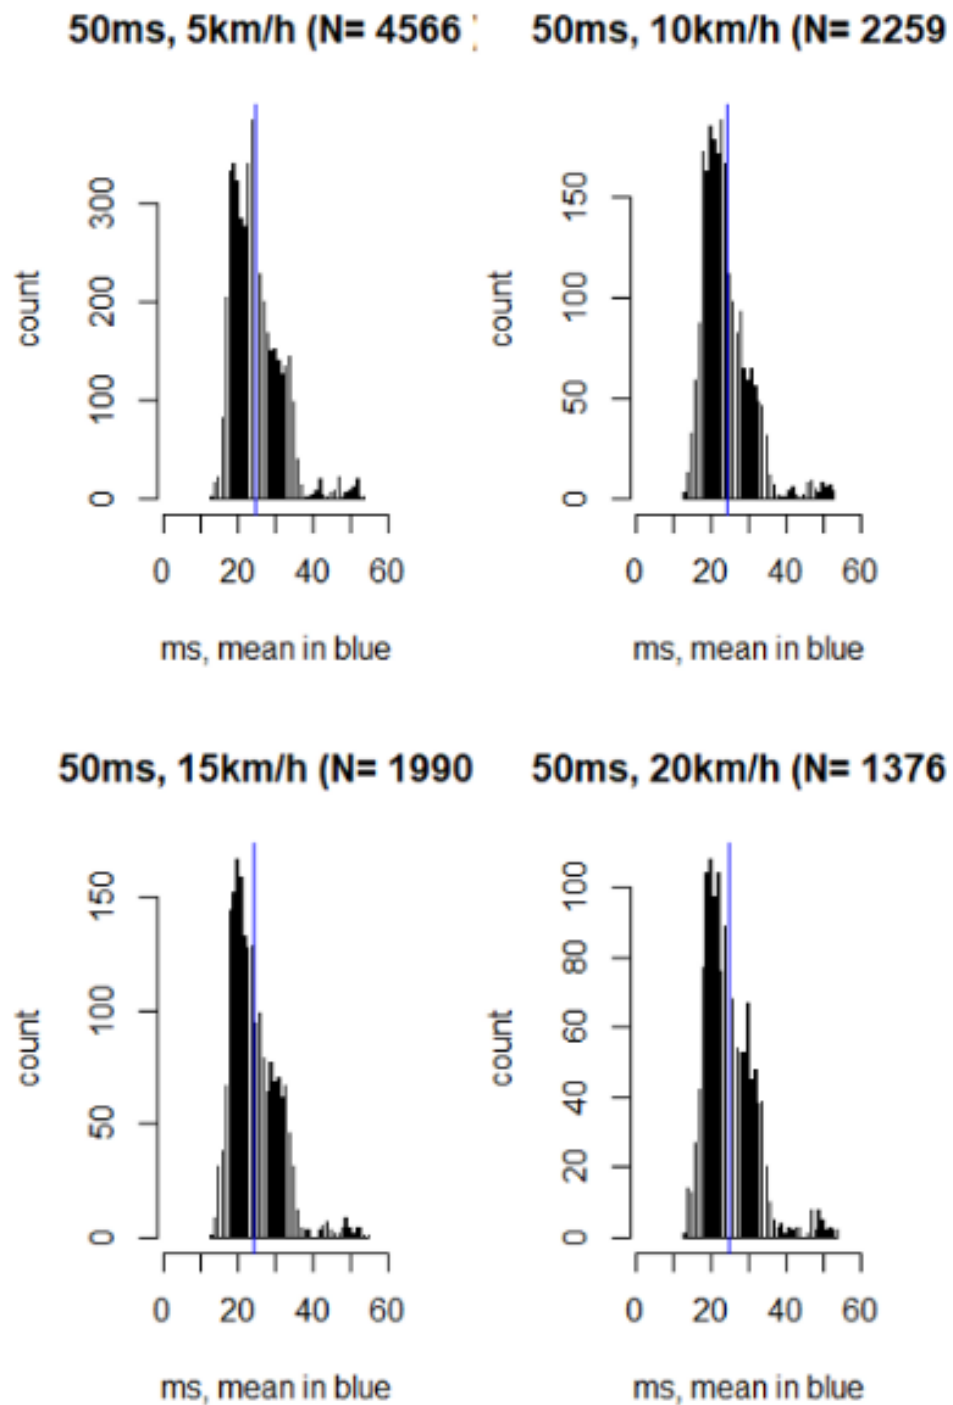 50ms, 5km/h (N= 4566 )
50ms, 10km/h (N= 2259
count
0 100 200 300
0 20 40 60
ms, mean in blue
count
0 50 100 150
0 20 40 60
ms, mean in blue
50ms, 15km/h (N= 1990
50ms, 20km/h (N= 1376
count
0 50 100 150
0 20 40 60
ms, mean in blue
count
0 20 40 60 80 100
0 20 40 60
ms, mean in blue